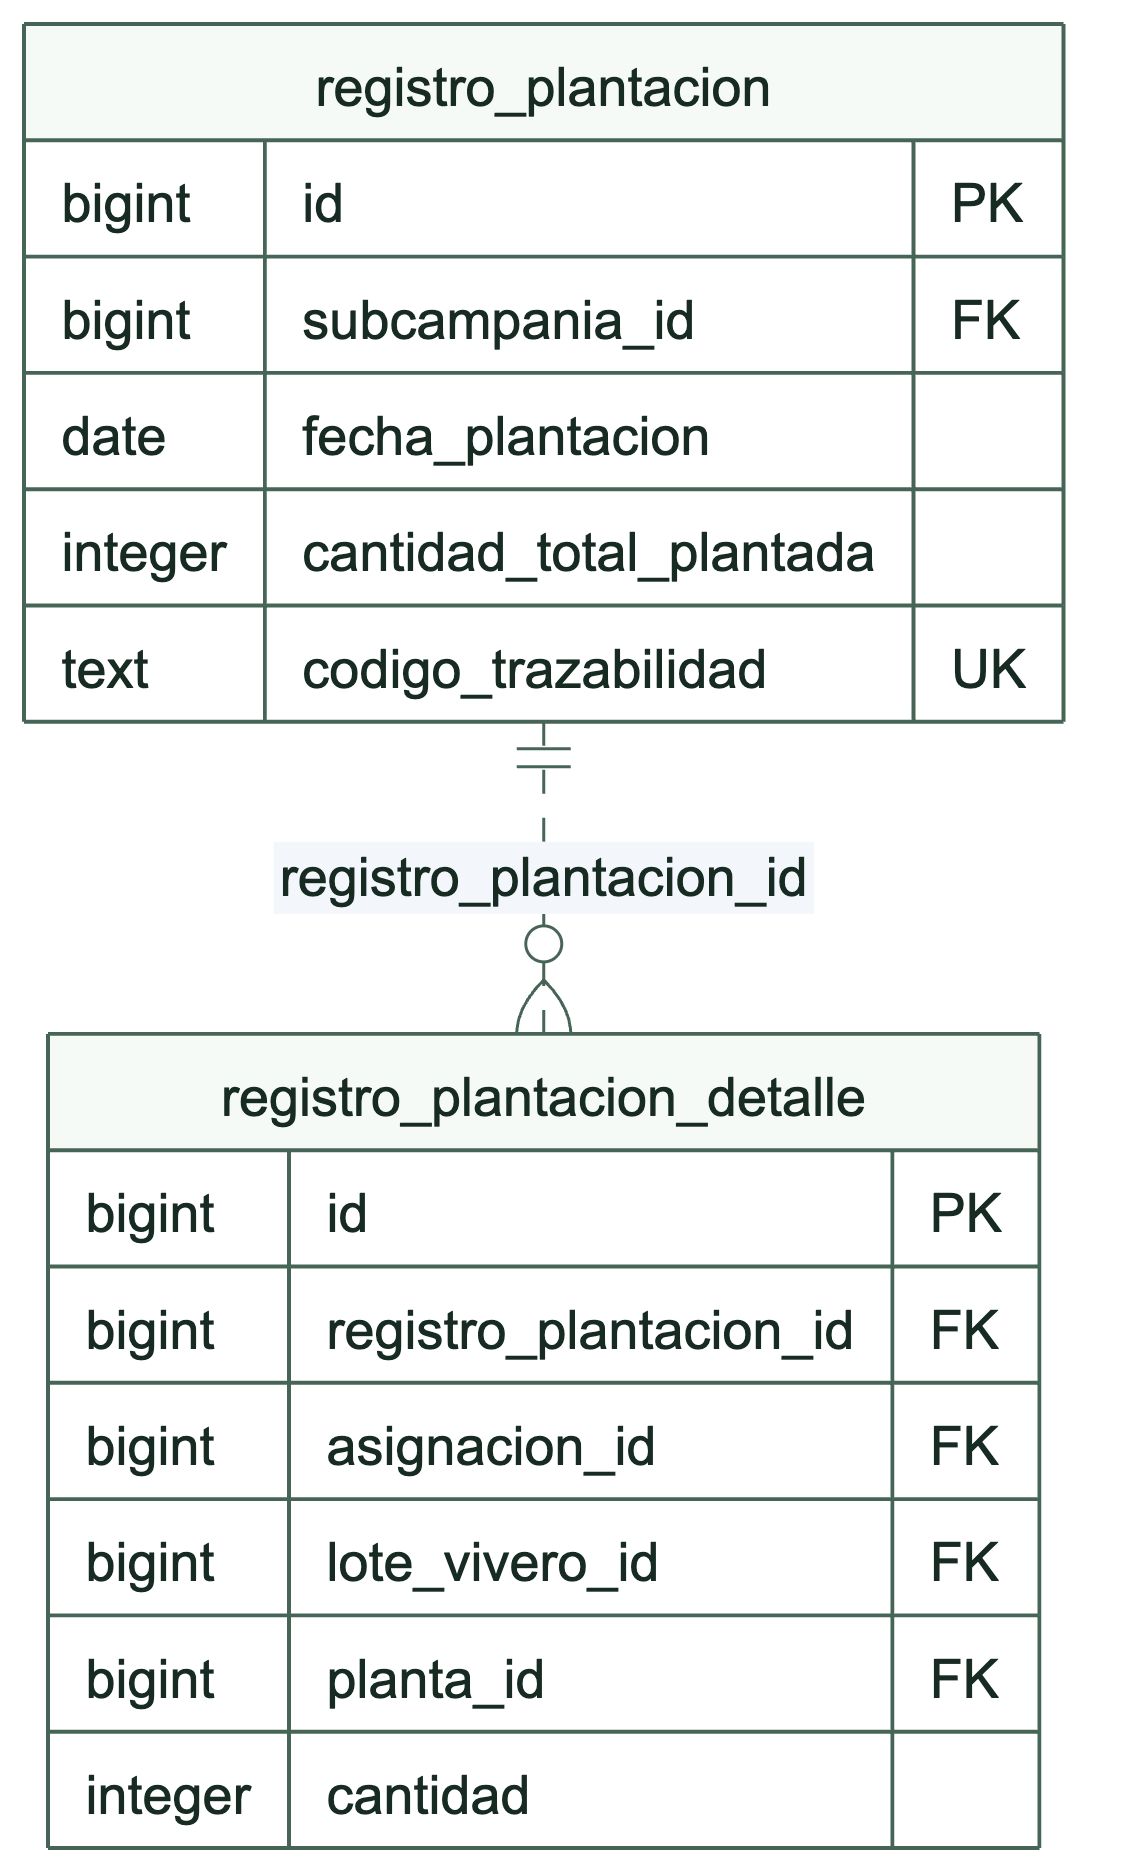 registro_plantacion
bigint id PK
bigint subcampania_id FK
date fecha_plantacion
integer cantidad_total_plantada
text codigo_trazabilidad UK
registro_plantacion_id
registro_plantacion_detalle
bigint id PK
bigint registro_plantacion_id FK
bigint asignacion_id FK
bigint lote_vivero_id FK
bigint planta_id FK
integer cantidad